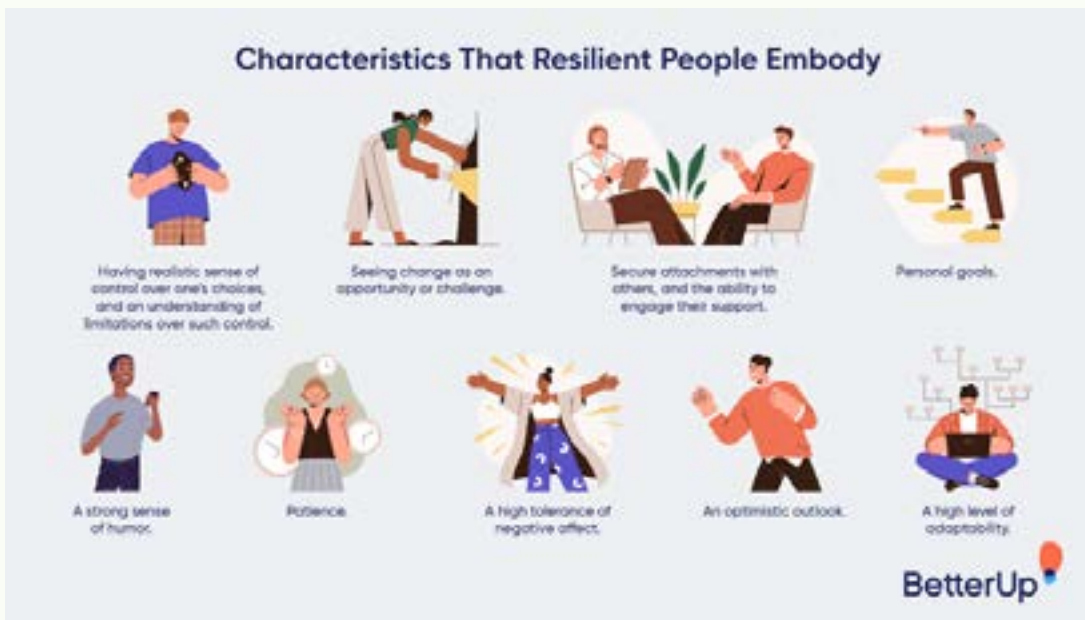 Characteristics That Resilient People Embody
Having realistic sense of
control over one's choices,
and an understanding of
limitations over such control.
Seeing change as an
opportunity or challenge.
Secure attachments with
others, and the ability to
engage their support.
Personal goals.
A strong sense
of humor.
Patience.
A high tolerance of
negative affect.
An optimistic outlook.
A high level of
adaptability.
BetterUp